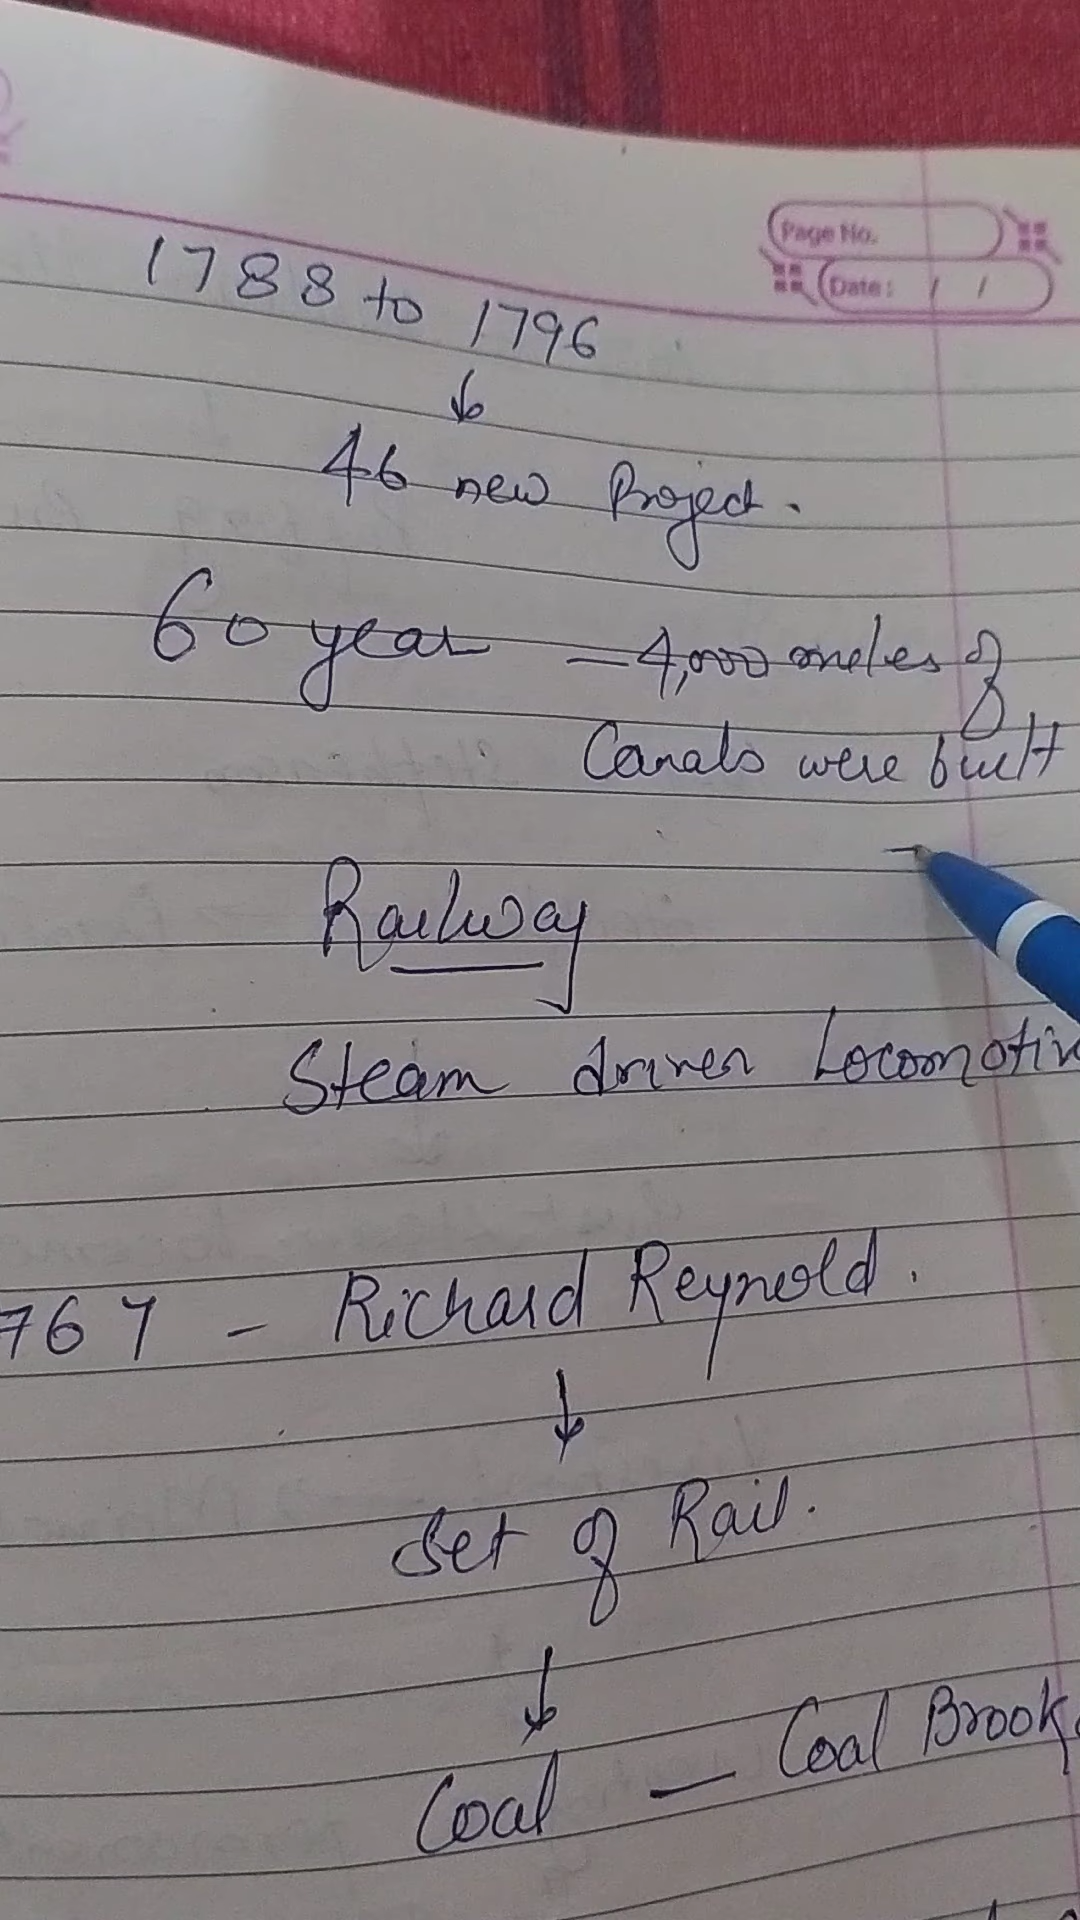 Page No.
Date: / /
1788 to 1796
↓
46 new Project.
60 year — 4,000 meles of
Canals were built
Railway
Steam driven Locomotiv
767 - Richard Reynold.
↓
Set of Rail.
↓
Coal — Coal Brook